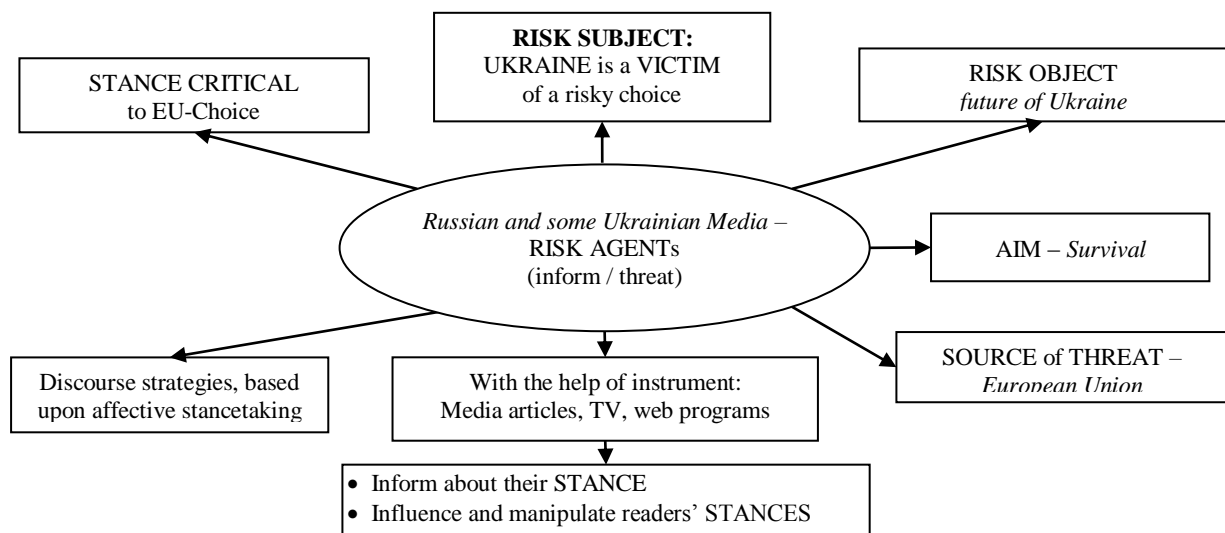 RISK SUBJECT:
UKRAINE is a VICTIM
of a risky choice
STANCE CRITICAL
to EU-Choice
RISK OBJECT
future of Ukraine
Russian and some Ukrainian Media –
RISK AGENTs
(inform / threat)
AIM – Survival
SOURCE of THREAT –
European Union
Discourse strategies, based
upon affective stancetaking
With the help of instrument:
Media articles, TV, web programs
• Inform about their STANCE
• Influence and manipulate readers’ STANCES